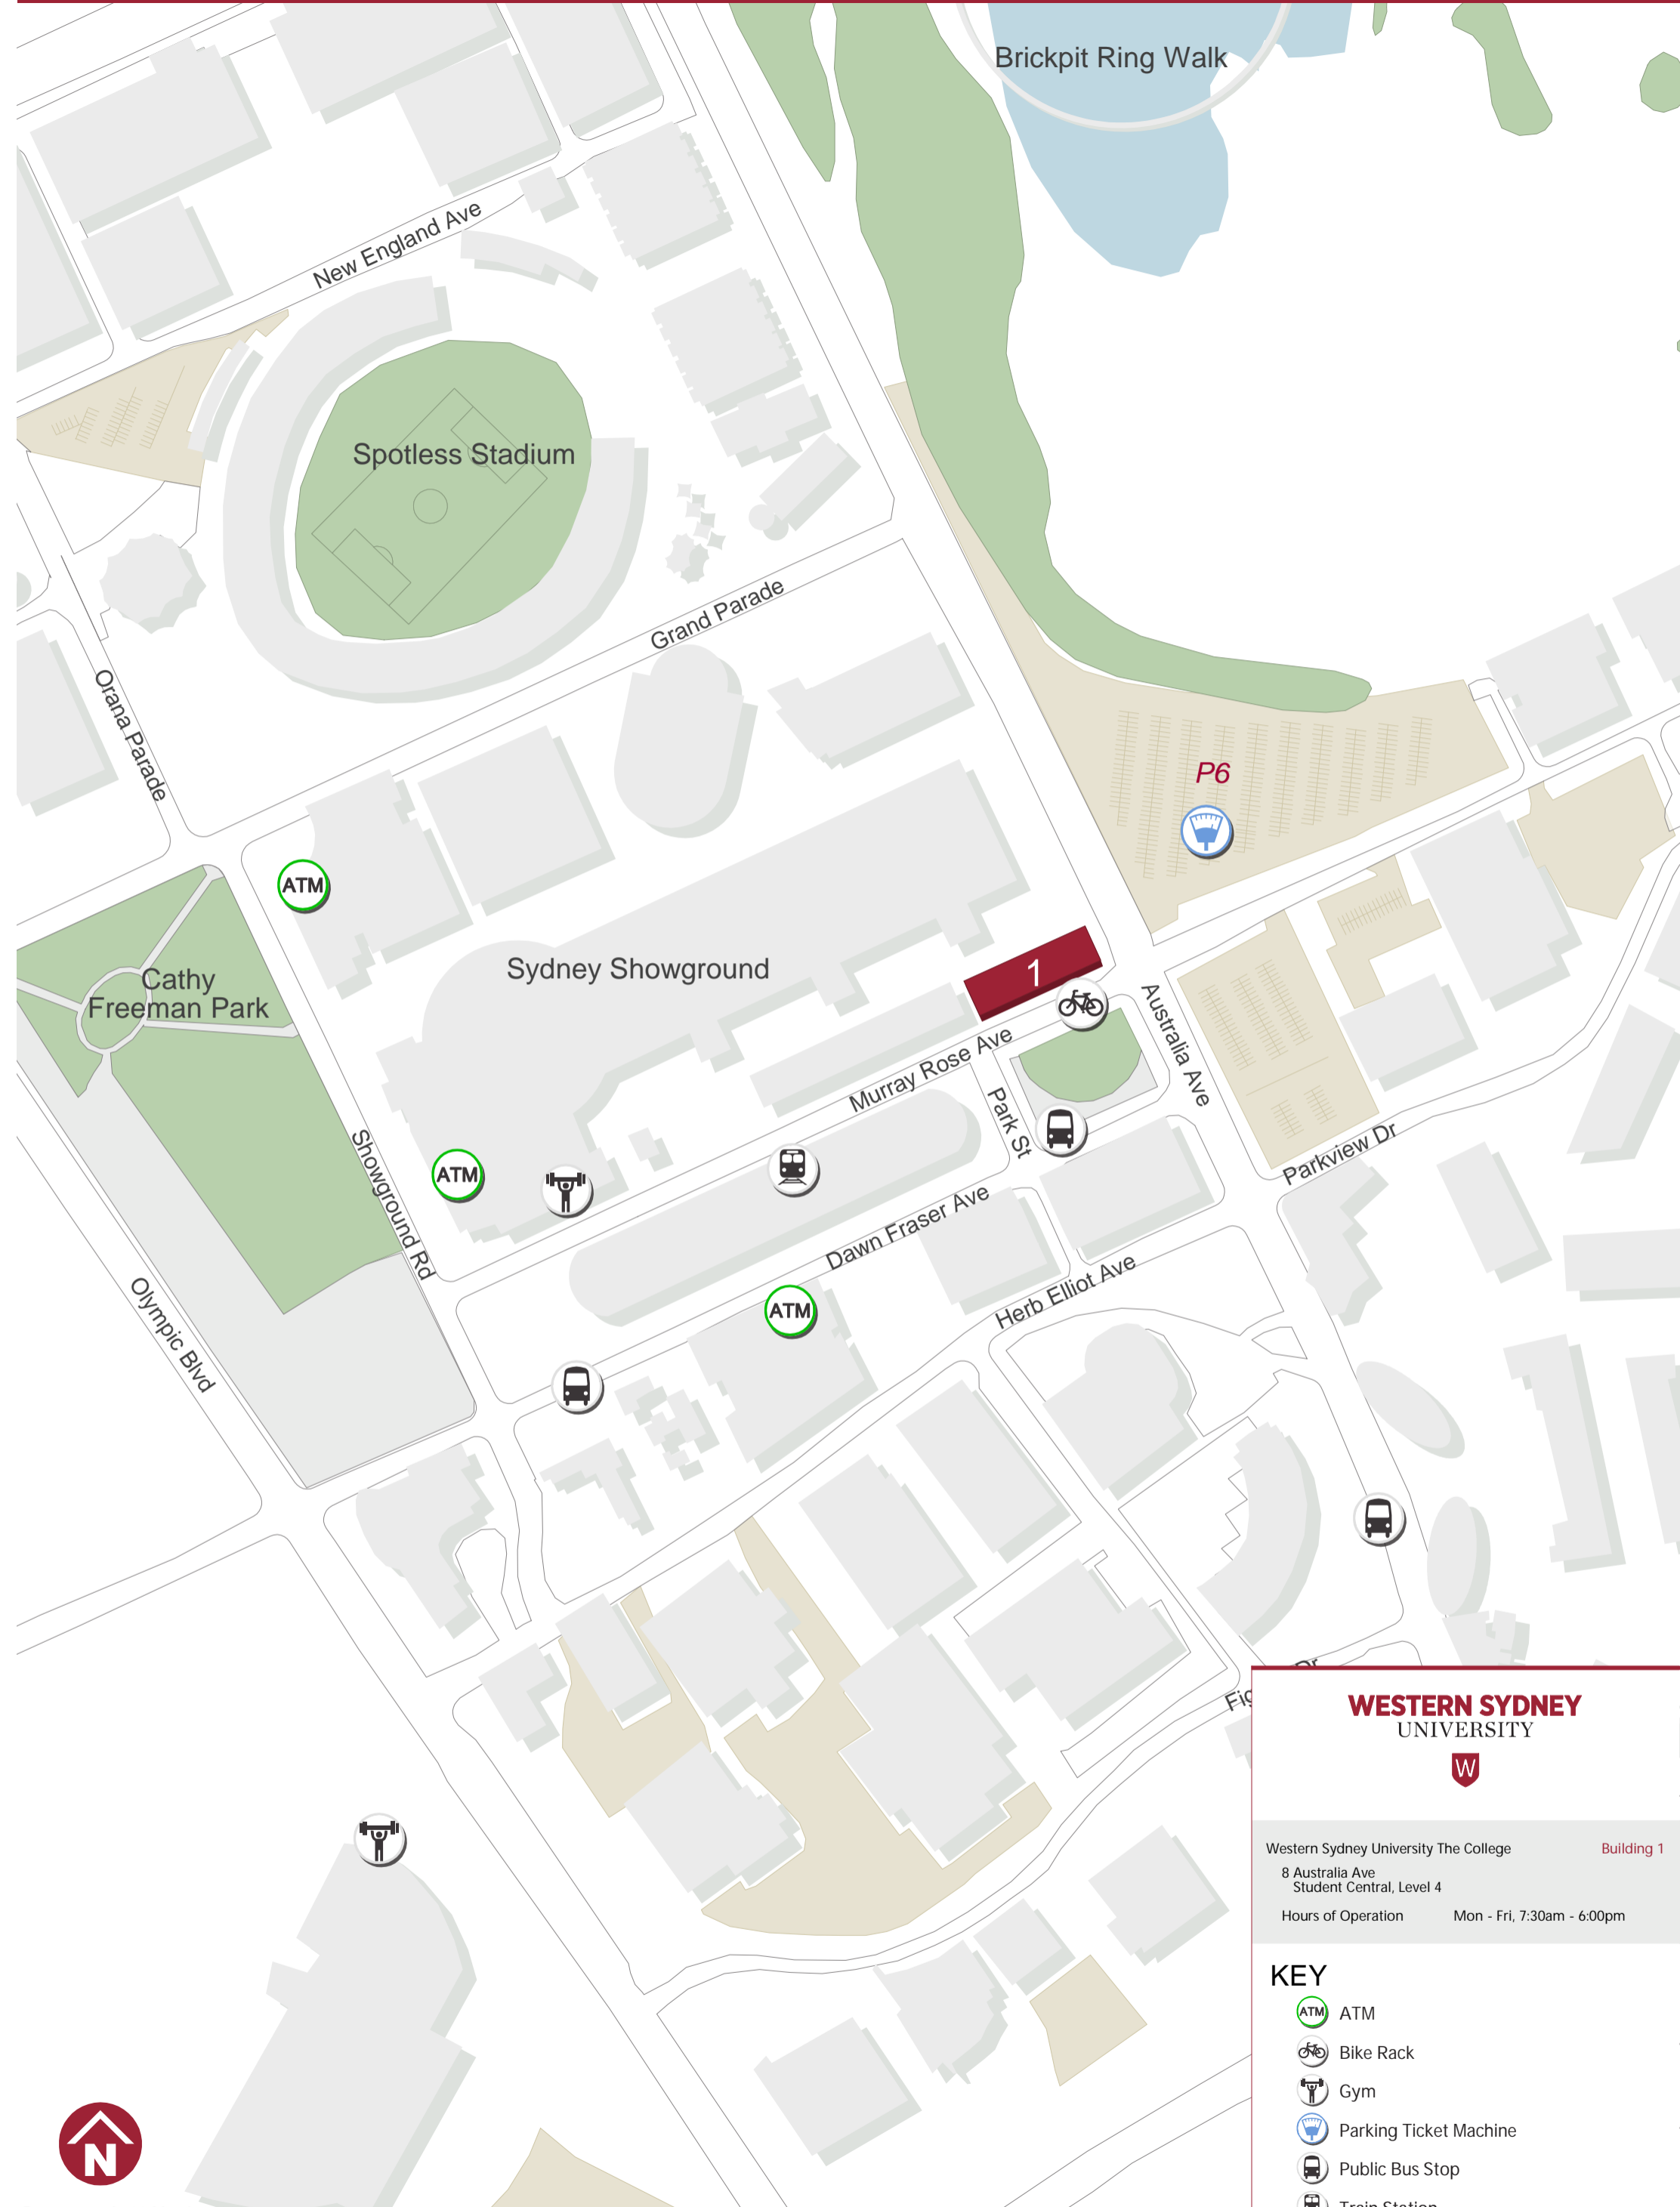 Brickpit Ring Walk
New England Ave
Spotless Stadium
Grand Parade
Orana Parade
P6
ATM
Cathy
Freeman Park
Sydney Showground
1
Australia Ave
Murray Rose Ave
Park St
Showground Rd
ATM
Parkview Dr
Dawn Fraser Ave
Herb Elliot Ave
ATM
Olympic Blvd
Dr
Fig
WESTERN SYDNEY
UNIVERSITY
W
Western Sydney University The College Building 1
8 Australia Ave
Student Central, Level 4
Hours of Operation Mon - Fri, 7:30am - 6:00pm
KEY
ATM ATM
Bike Rack
Gym
Parking Ticket Machine
Public Bus Stop
Train Station
N